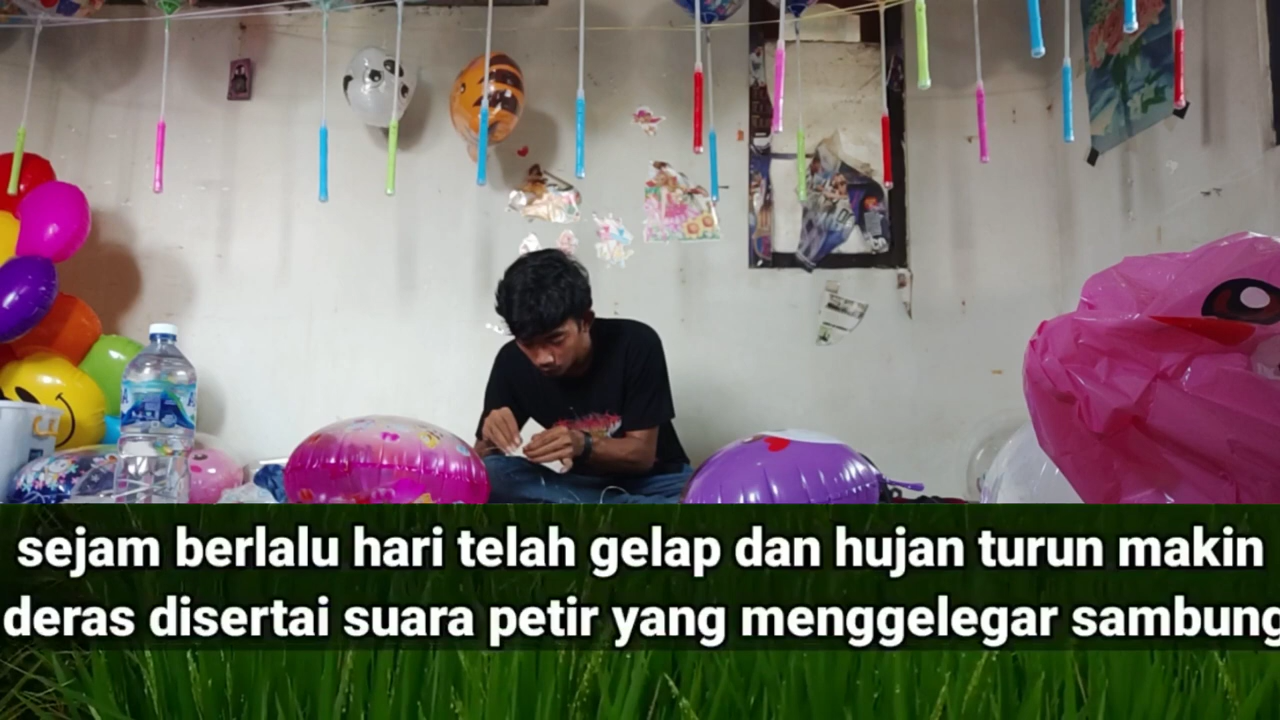 sejam berlalu hari telah gelap dan hujan turun makin
deras disertai suara petir yang menggelegar sambung